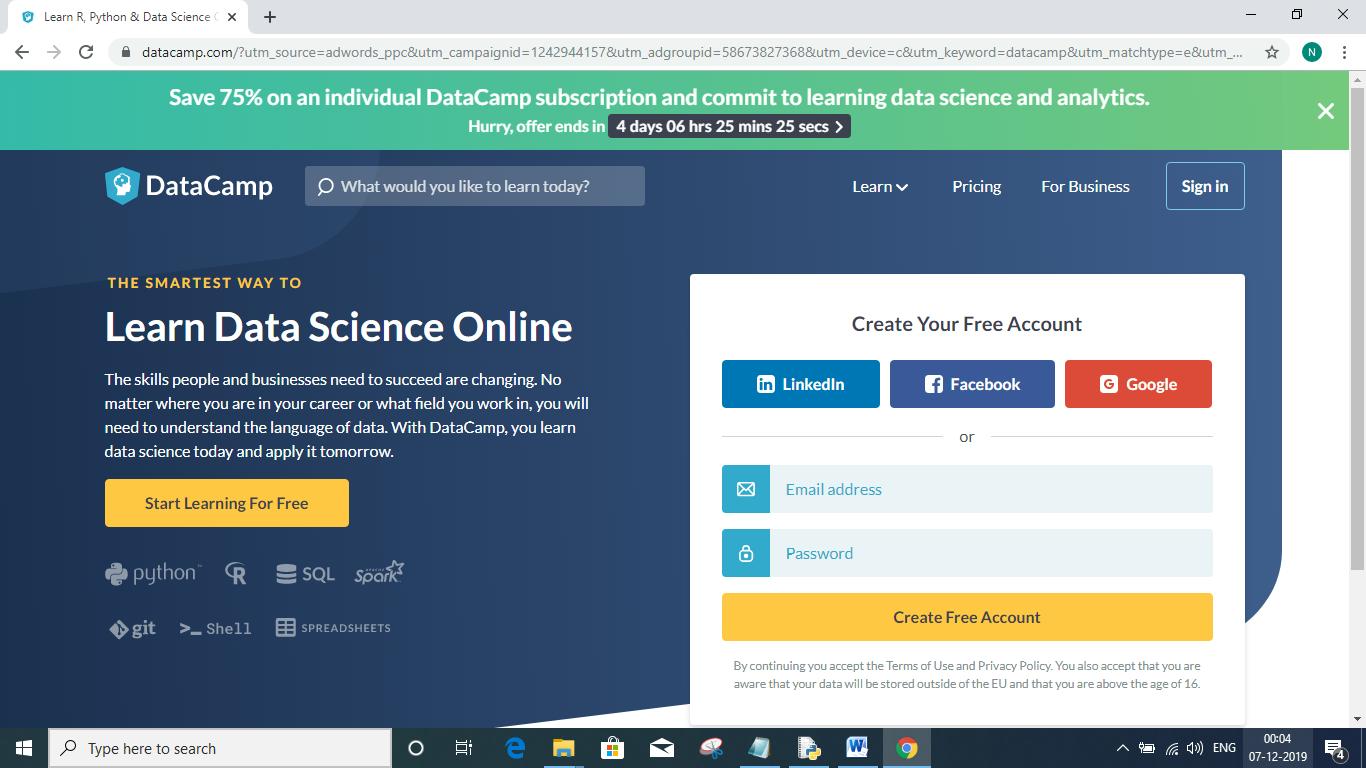 Learn R, Python & Data Science
datacamp.com/?utm_source=adwords_ppc&utm_campaignid=1242944157&utm_adgroupid=58673827368&utm_device=c&utm_keyword=datacamp&utm_matchtype=e&utm_...
N
Save 75% on an individual DataCamp subscription and commit to learning data science and analytics.
Hurry, offer ends in 4 days 06 hrs 25 mins 25 secs
DataCamp
What would you like to learn today?
Learn
Pricing
For Business
Sign in
THE SMARTEST WAY TO
Learn Data Science Online
The skills people and businesses need to succeed are changing. No
matter where you are in your career or what field you work in, you will
need to understand the language of data. With DataCamp, you learn
data science today and apply it tomorrow.
Start Learning For Free
python R SQL APACHE Spark
git >_ Shell SPREADSHEETS
Create Your Free Account
LinkedIn
Facebook
Google
or
Email address
Password
Create Free Account
By continuing you accept the Terms of Use and Privacy Policy. You also accept that you are
aware that your data will be stored outside of the EU and that you are above the age of 16.
Type here to search
ENG
00:04
07-12-2019
4